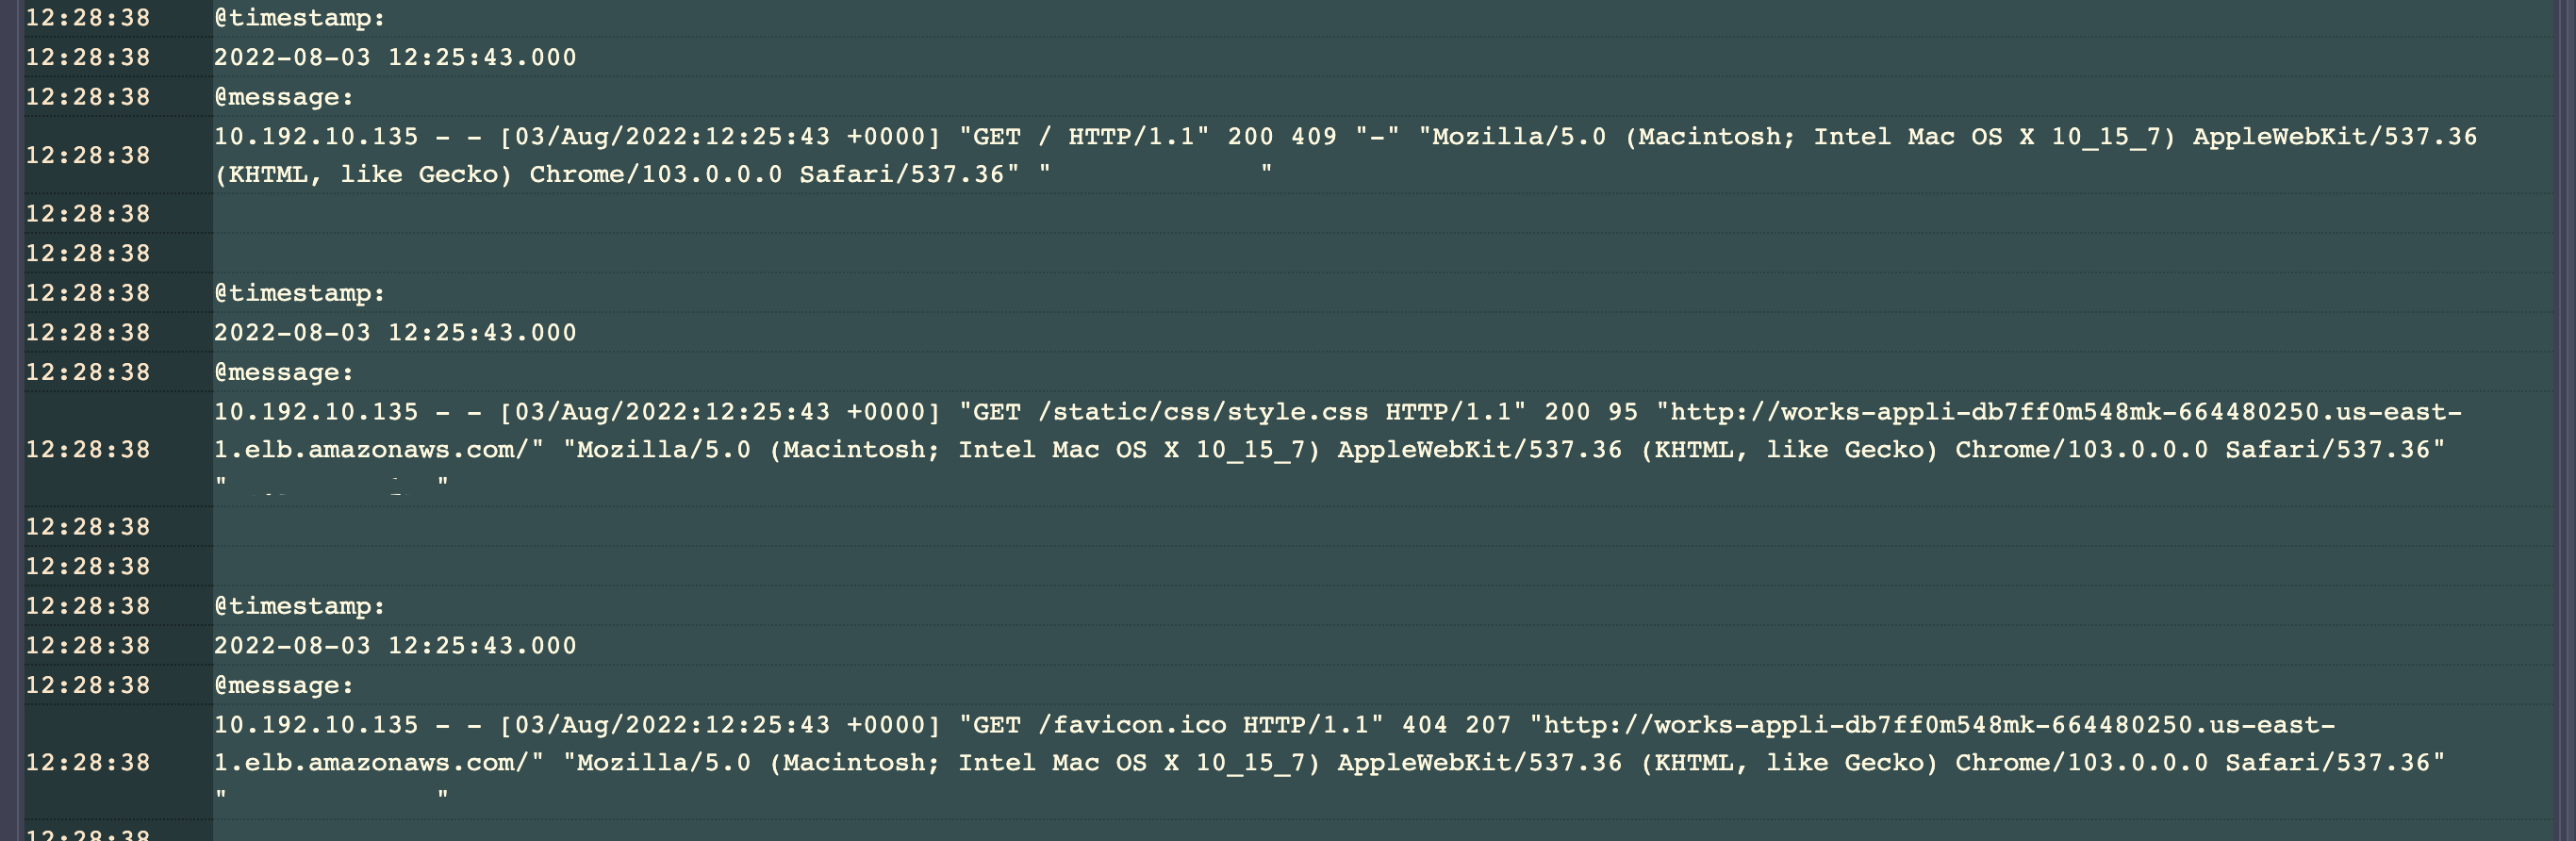 12:28:38 @timestamp:
12:28:38 2022-08-03 12:25:43.000
12:28:38 @message:
12:28:38 10.192.10.135 - - [03/Aug/2022:12:25:43 +0000] "GET / HTTP/1.1" 200 409 "-" "Mozilla/5.0 (Macintosh; Intel Mac OS X 10_15_7) AppleWebKit/537.36
(KHTML, like Gecko) Chrome/103.0.0.0 Safari/537.36" " "
12:28:38
12:28:38
12:28:38 @timestamp:
12:28:38 2022-08-03 12:25:43.000
12:28:38 @message:
12:28:38 10.192.10.135 - - [03/Aug/2022:12:25:43 +0000] "GET /static/css/style.css HTTP/1.1" 200 95 "http://works-appli-db7ff0m548mk-664480250.us-east-
1.elb.amazonaws.com/" "Mozilla/5.0 (Macintosh; Intel Mac OS X 10_15_7) AppleWebKit/537.36 (KHTML, like Gecko) Chrome/103.0.0.0 Safari/537.36"
" "
12:28:38
12:28:38
12:28:38 @timestamp:
12:28:38 2022-08-03 12:25:43.000
12:28:38 @message:
12:28:38 10.192.10.135 - - [03/Aug/2022:12:25:43 +0000] "GET /favicon.ico HTTP/1.1" 404 207 "http://works-appli-db7ff0m548mk-664480250.us-east-
1.elb.amazonaws.com/" "Mozilla/5.0 (Macintosh; Intel Mac OS X 10_15_7) AppleWebKit/537.36 (KHTML, like Gecko) Chrome/103.0.0.0 Safari/537.36"
" "
12:28:38